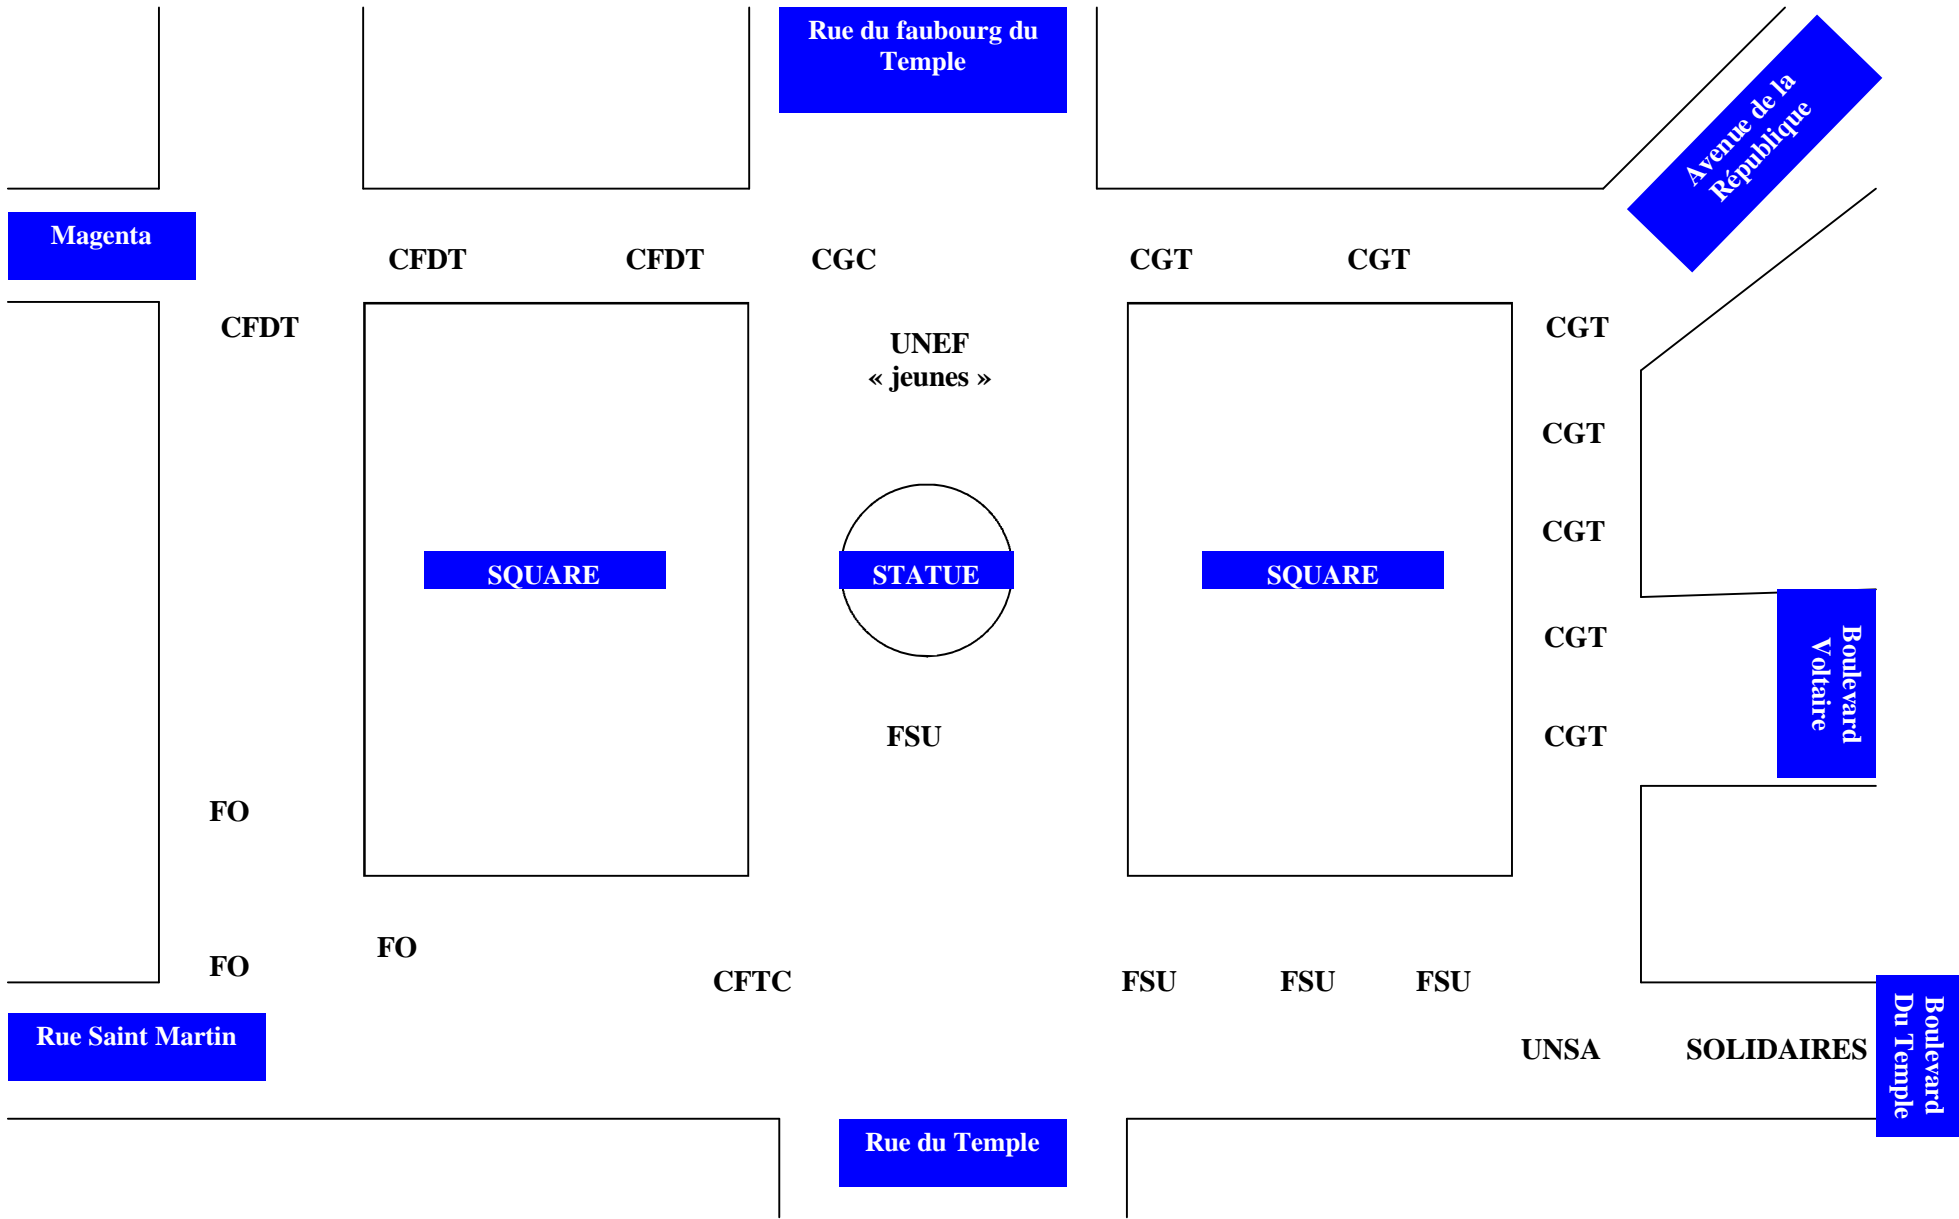 Rue du faubourg du
Temple
Avenue de la
République
Magenta
CFDT
CFDT
CGC
CGT
CGT
CFDT
CGT
UNEF
« jeunes »
CGT
CGT
SQUARE
STATUE
SQUARE
CGT
Boulevard
Voltaire
FSU
CGT
FO
FO
FO
CFTC
FSU
FSU
FSU
Rue Saint Martin
UNSA
SOLIDAIRES
Boulevard
Du Temple
Rue du Temple